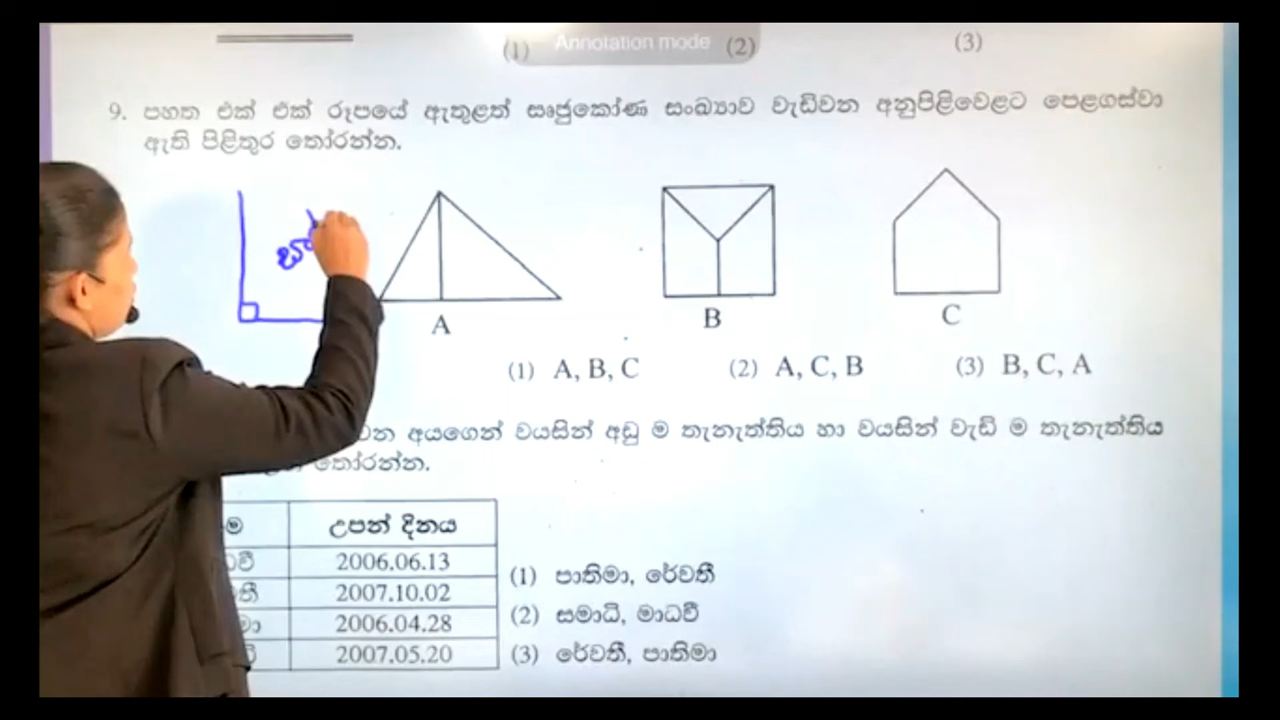 (1) Annotation mode (2) (3)
9. පහත එක් එක් රූපයේ ඇතුළත් සෘජුකෝණ සංඛ්‍යාව වැඩිවන අනුපිළිවෙළට පෙළගස්වා
ඇති පිළිතුර තෝරන්න.
A B C
(1) A, B, C (2) A, C, B (3) B, C, A
අයගෙන් වයසින් අඩු ම තැනැත්තිය හා වයසින් වැඩි ම තැනැත්තිය
තෝරන්න.
උපන් දිනය
2006.06.13
2007.10.02
2006.04.28
2007.05.20
(1) පාතිමා, රේවතී
(2) සමාධි, මාධවී
(3) රේවතී, පාතිමා